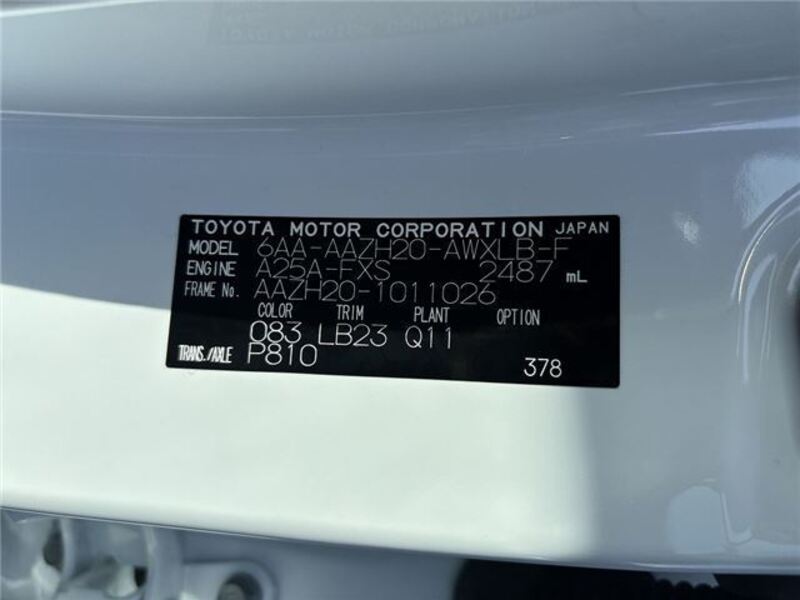 TOYOTA MOTOR CORPORATION JAPAN
MODEL 6AA-AAZH20-AWXLB-F
ENGINE A25A-FXS 2487 mL
FRAME No. AAZH20-1011026
COLOR TRIM PLANT OPTION
083 LB23 Q11
TRANS./AXLE P810
378